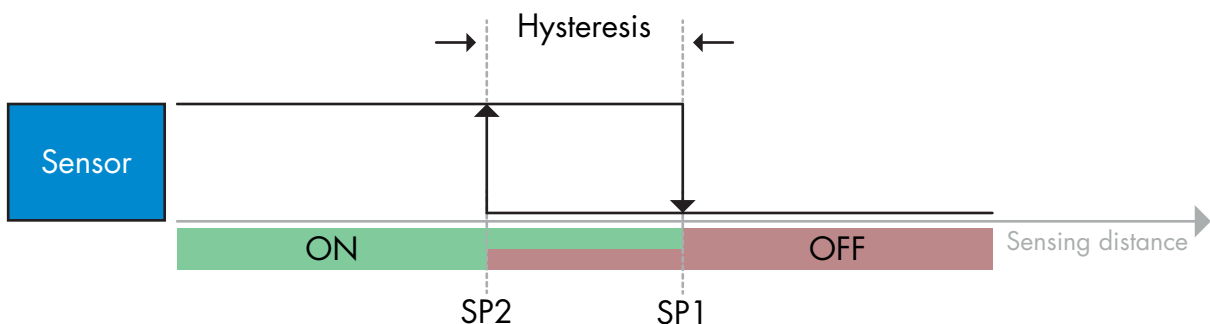 Hysteresis
Sensor
ON
OFF
Sensing distance
SP2
SP1